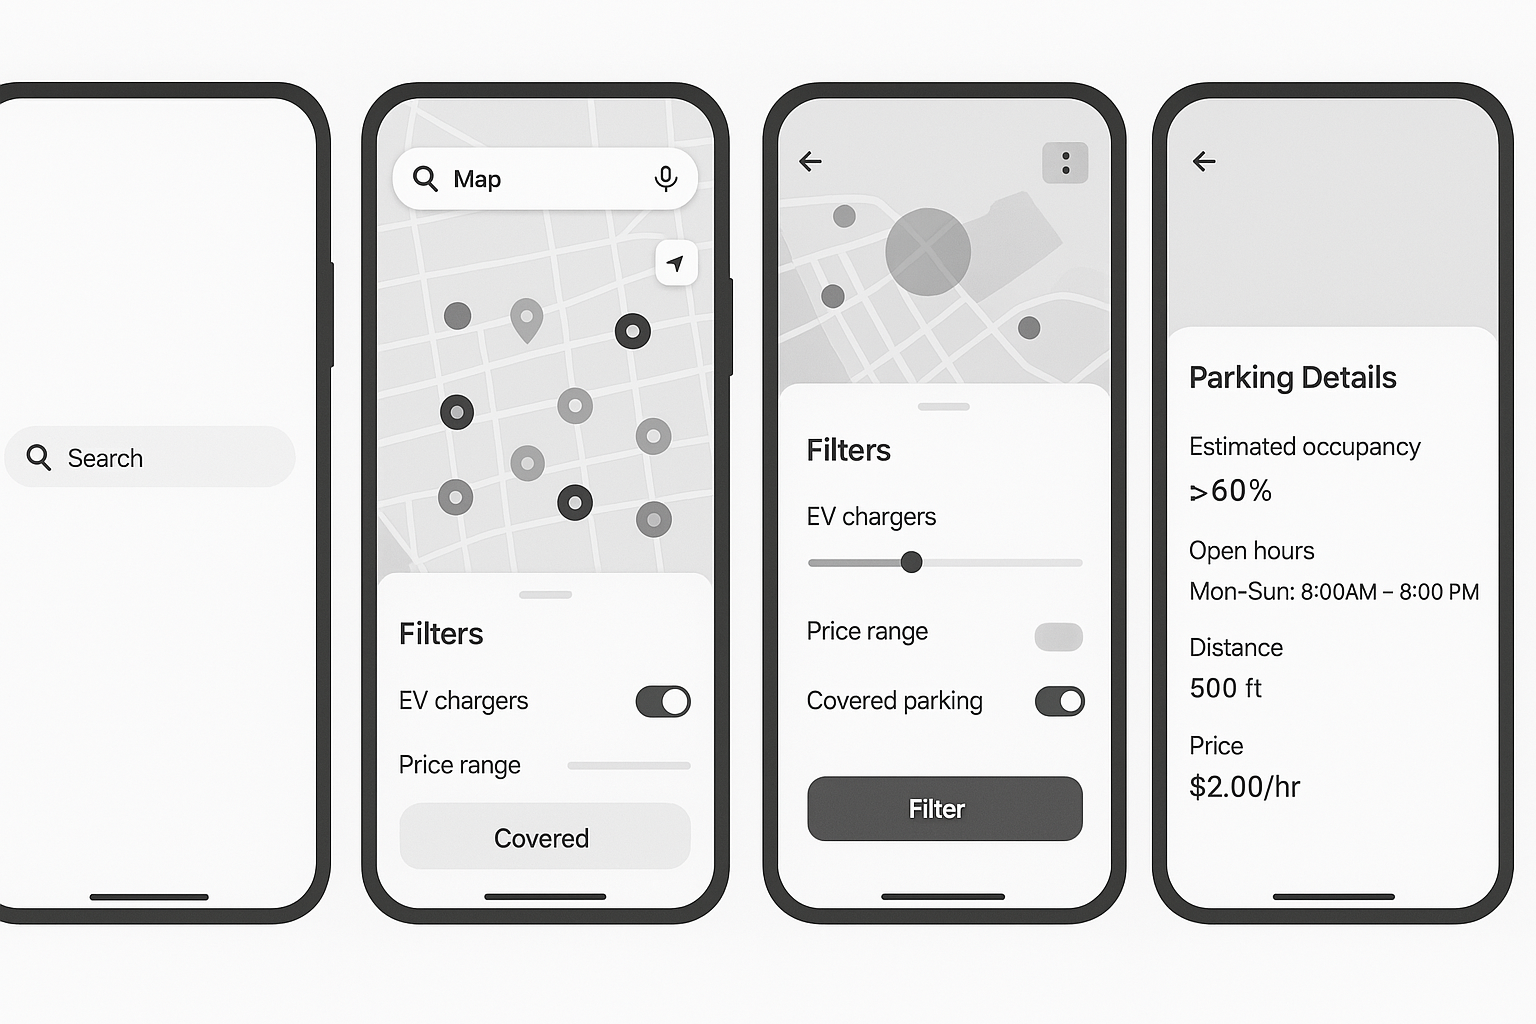 Search
Map
Filters
EV chargers
Price range
Covered
Filters
EV chargers
Price range
Covered parking
Filter
Parking Details
Estimated occupancy
>60%
Open hours
Mon-Sun: 8:00AM – 8:00 PM
Distance
500 ft
Price
$2.00/hr